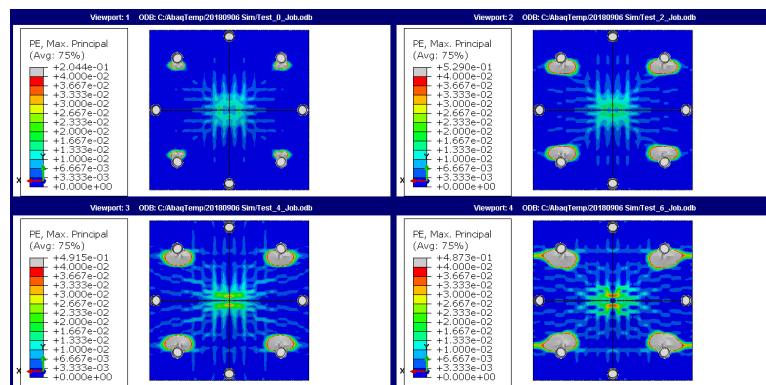 Viewport: 1 ODB: C:/AbaqTemp/20180906 Sim/Test_0_Job.odb
PE, Max. Principal
(Avg: 75%)
+2.044e-01
+4.000e-02
+3.667e-02
+3.333e-02
+3.000e-02
+2.667e-02
+2.333e-02
+2.000e-02
+1.667e-02
+1.333e-02
+1.000e-02
+6.667e-03
+3.333e-03
+0.000e+00
Y
X
Viewport: 2 ODB: C:/AbaqTemp/20180906 Sim/Test_2_Job.odb
PE, Max. Principal
(Avg: 75%)
+5.290e-01
+4.000e-02
+3.667e-02
+3.333e-02
+3.000e-02
+2.667e-02
+2.333e-02
+2.000e-02
+1.667e-02
+1.333e-02
+1.000e-02
+6.667e-03
+3.333e-03
+0.000e+00
Y
X
Viewport: 3 ODB: C:/AbaqTemp/20180906 Sim/Test_4_Job.odb
PE, Max. Principal
(Avg: 75%)
+4.915e-01
+4.000e-02
+3.667e-02
+3.333e-02
+3.000e-02
+2.667e-02
+2.333e-02
+2.000e-02
+1.667e-02
+1.333e-02
+1.000e-02
+6.667e-03
+3.333e-03
+0.000e+00
Y
X
Viewport: 4 ODB: C:/AbaqTemp/20180906 Sim/Test_6_Job.odb
PE, Max. Principal
(Avg: 75%)
+4.873e-01
+4.000e-02
+3.667e-02
+3.333e-02
+3.000e-02
+2.667e-02
+2.333e-02
+2.000e-02
+1.667e-02
+1.333e-02
+1.000e-02
+6.667e-03
+3.333e-03
+0.000e+00
Y
X